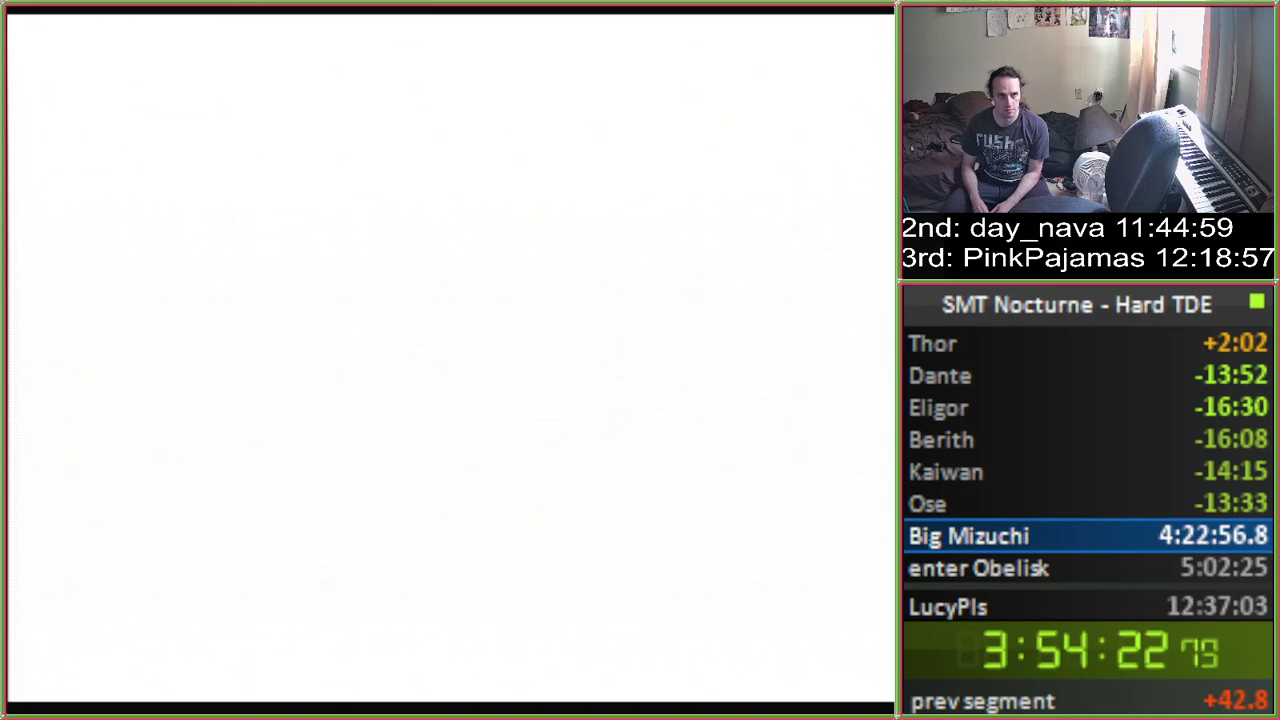 rush
2nd: day_nava 11:44:59
3rd: PinkPajamas 12:18:57
SMT Nocturne - Hard TDE
Thor +2:02
Dante -13:52
Eligor -16:30
Berith -16:08
Kaiwan -14:15
Ose -13:33
Big Mizuchi 4:22:56.8
enter Obelisk 5:02:25
LucyPls 12:37:03
3:54:22 79
prev segment +42.8